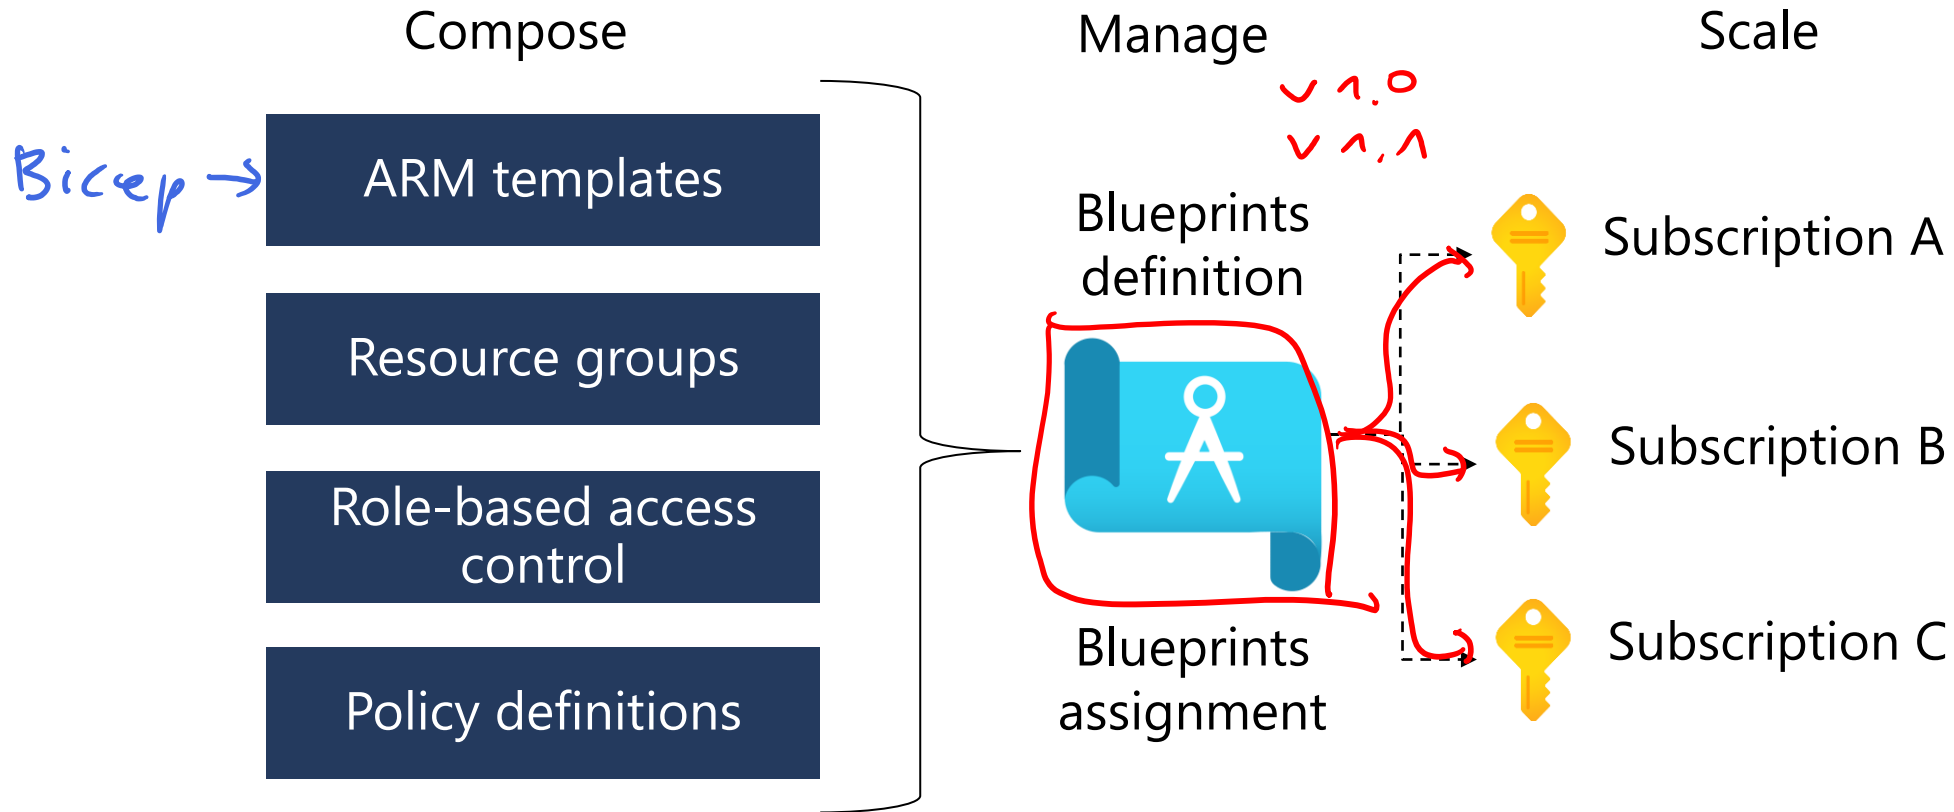 Compose
Manage
Scale
v 1.0
v 1.1
Bicep →
ARM templates
Resource groups
Role-based access
control
Policy definitions
Blueprints
definition
Blueprints
assignment
Subscription A
Subscription B
Subscription C